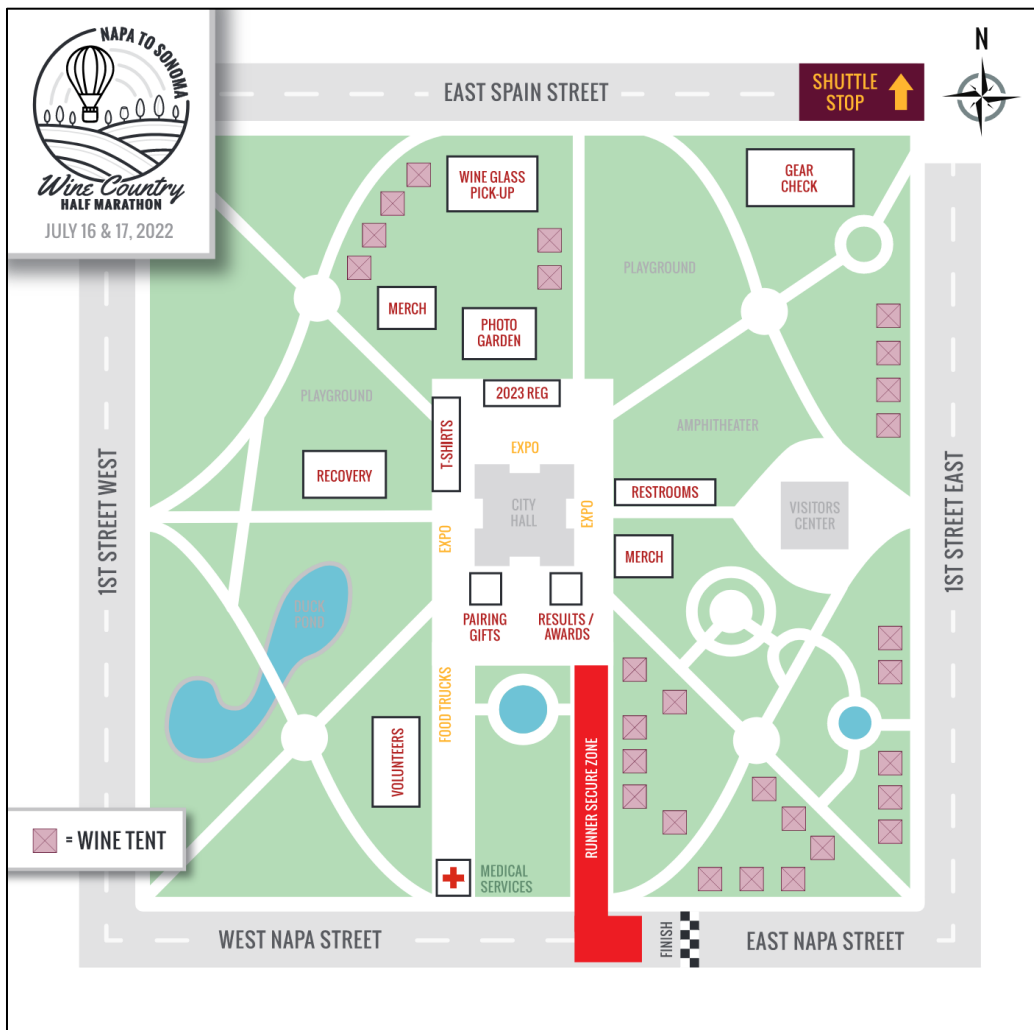 NAPA TO SONOMA
Wine Country
HALF MARATHON
JULY 16 & 17, 2022
EAST SPAIN STREET
SHUTTLE
STOP
N
WINE GLASS
PICK-UP
GEAR
CHECK
PLAYGROUND
MERCH
PHOTO
GARDEN
2023 REG
PLAYGROUND
T-SHIRTS
AMPHITHEATER
EXPO
RECOVERY
RESTROOMS
CITY
HALL
VISITORS
CENTER
EXPO
EXPO
1ST STREET WEST
1ST STREET EAST
MERCH
DUCK
POND
PAIRING
GIFTS
RESULTS /
AWARDS
FOOD TRUCKS
VOLUNTEERS
RUNNER SECURE ZONE
= WINE TENT
MEDICAL
SERVICES
WEST NAPA STREET
FINISH
EAST NAPA STREET